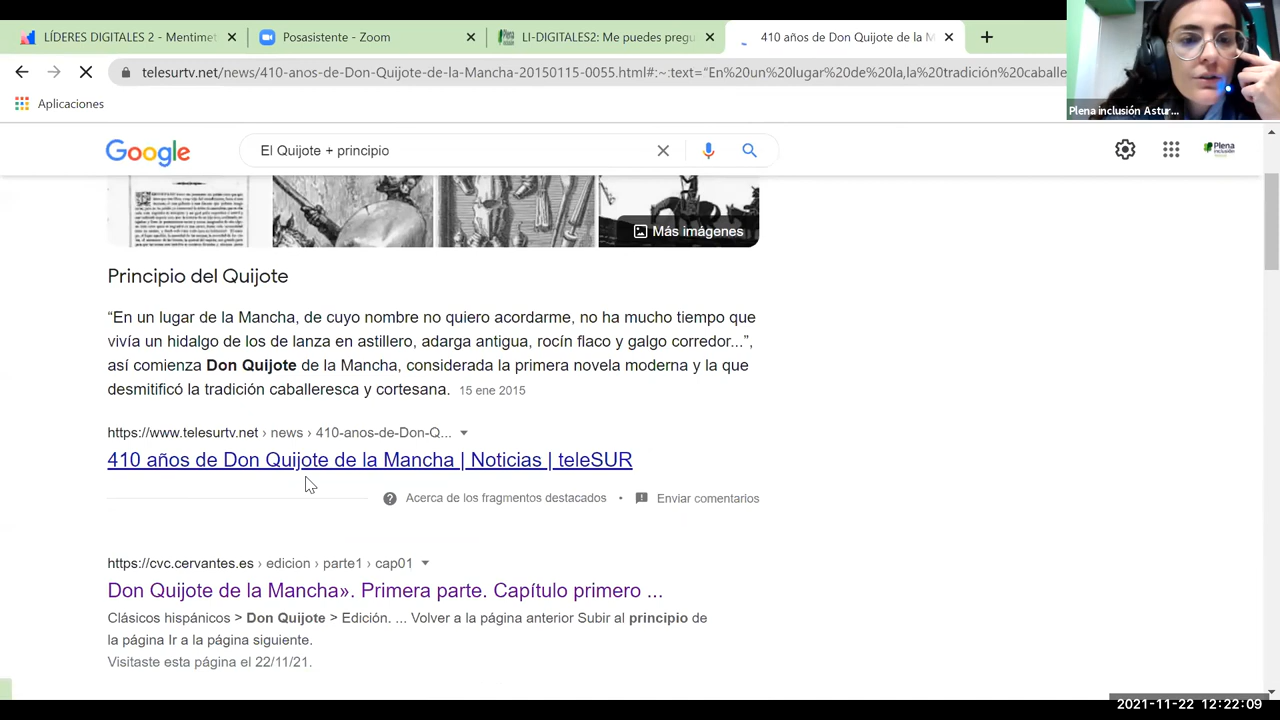 LÍDERES DIGITALES 2 - Mentimet
Posasistente - Zoom
LI-DIGITALES2: Me puedes pregu
410 años de Don Quijote de la M
telesurtv.net/news/410-anos-de-Don-Quijote-de-la-Mancha-20150115-0055.html#:~:text="En%20un%20lugar%20de%20la,la%20tradición%20caballe
Aplicaciones
Plena inclusión Astur...
Google
El Quijote + principio
Plena
Más imágenes
Principio del Quijote
“En un lugar de la Mancha, de cuyo nombre no quiero acordarme, no ha mucho tiempo que
vivía un hidalgo de los de lanza en astillero, adarga antigua, rocín flaco y galgo corredor...”,
así comienza Don Quijote de la Mancha, considerada la primera novela moderna y la que
desmitificó la tradición caballeresca y cortesana. 15 ene 2015
https://www.telesurtv.net › news › 410-anos-de-Don-Q...
410 años de Don Quijote de la Mancha | Noticias | teleSUR
Acerca de los fragmentos destacados • Enviar comentarios
https://cvc.cervantes.es › edicion › parte1 › cap01
Don Quijote de la Mancha». Primera parte. Capítulo primero ...
Clásicos hispánicos > Don Quijote > Edición. ... Volver a la página anterior Subir al principio de
la página Ir a la página siguiente.
Visitaste esta página el 22/11/21.
2021-11-22 12:22:09